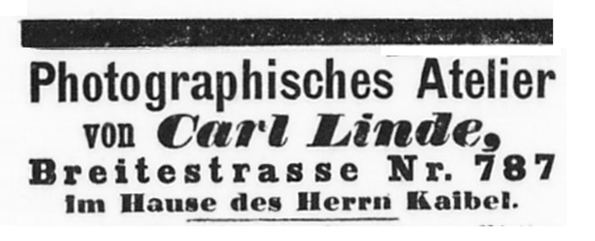 Photographisches Atelier
von Carl Linde,
Breitestrasse Nr. 787
im Hause des Herrn Kaibel.